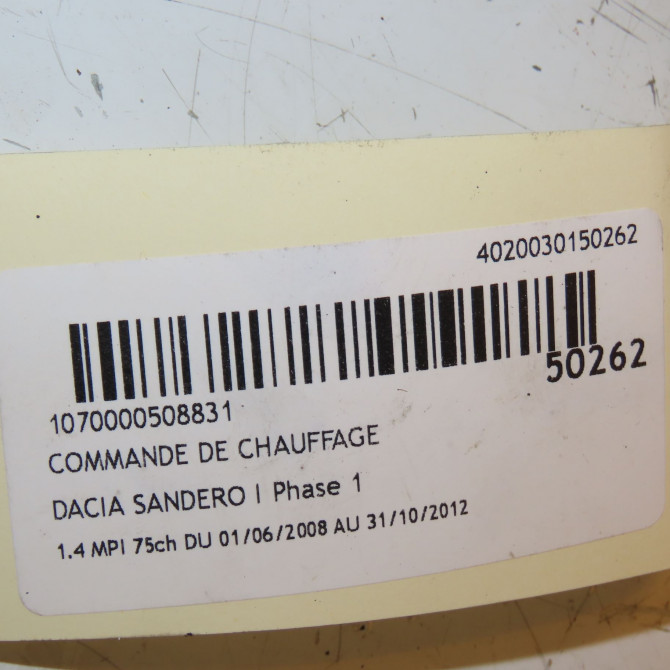 4020030150262
50262
1070000508831
COMMANDE DE CHAUFFAGE
DACIA SANDERO I Phase 1
1.4 MPI 75ch DU 01/06/2008 AU 31/10/2012